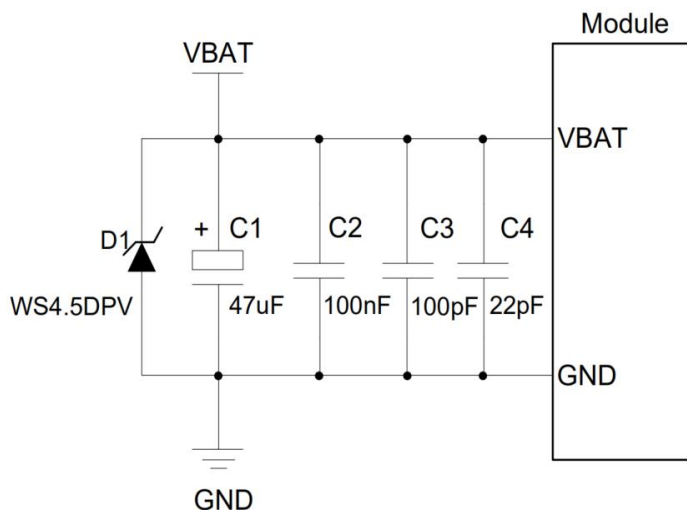 Module
VBAT
VBAT
D1
+ C1
C2
C3
C4
WS4.5DPV
47uF
100nF
100pF
22pF
GND
GND